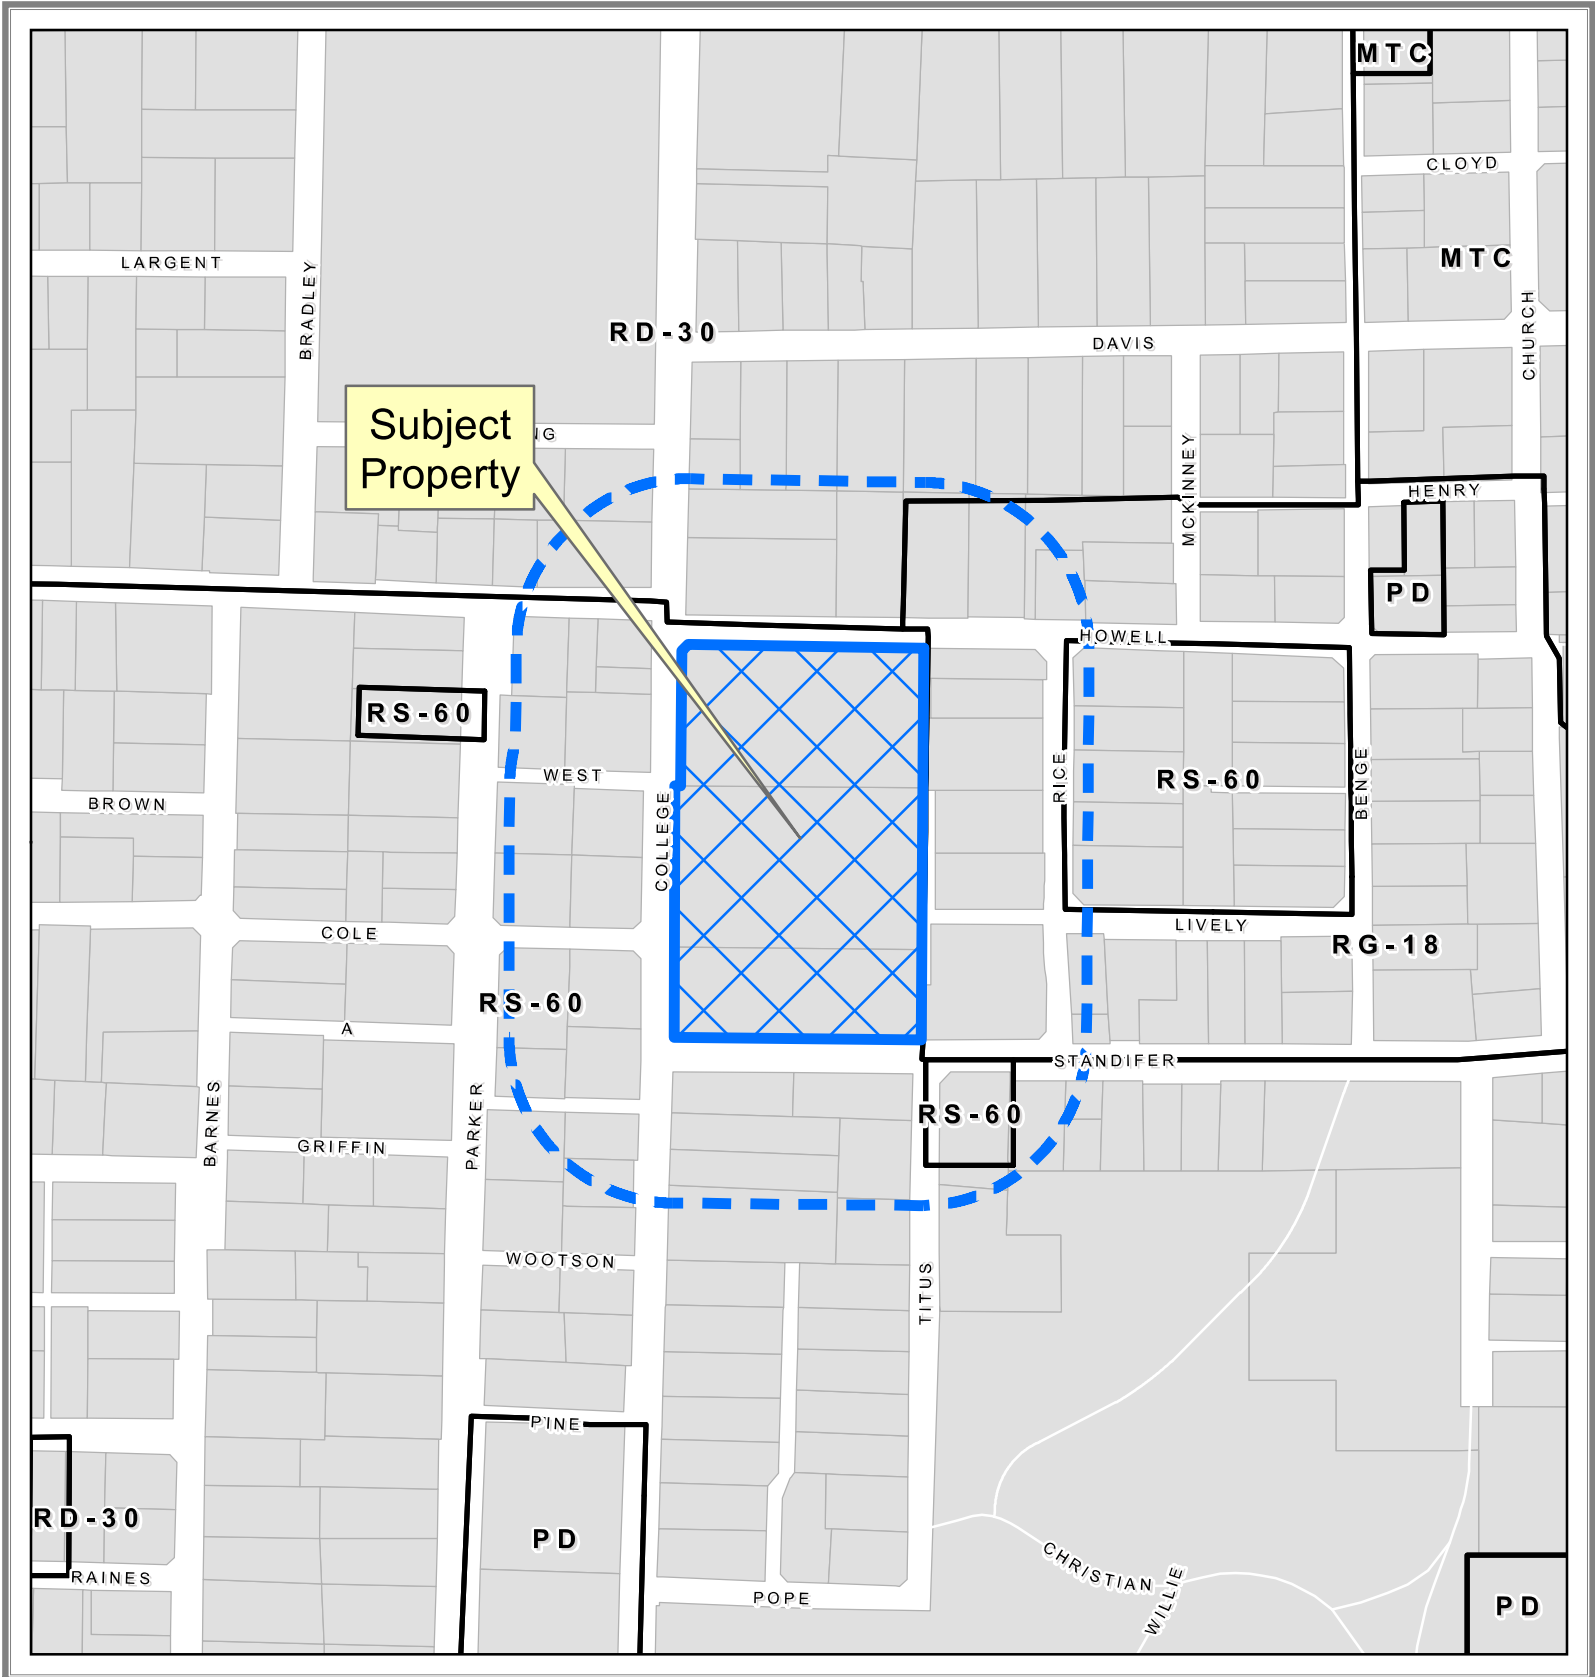 MTC
CLOYD
MTC
LARGENT
BRADLEY
CHURCH
RD-30
DAVIS
Subject
Property
NG
MCKINNEY
HENRY
PD
HOWELL
RS-60
WEST
RICE
RS-60
BENGE
BROWN
COLLEGE
COLE
LIVELY
RG-18
RS-60
A
STANDIFER
BARNES
PARKER
RS-60
GRIFFIN
WOOTSON
TITUS
PINE
RD-30
PD
CHRISTIAN
RAINES
POPE
WILLIE
PD